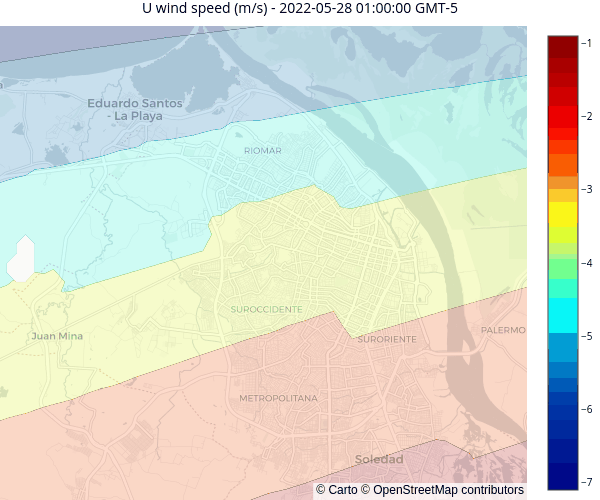 U wind speed (m/s) - 2022-05-28 01:00:00 GMT-5
Eduardo Santos
- La Playa
RIOMAR
SUROCCIDENTE
Juan Mina
SURORIENTE
PALERMO
METROPOLITANA
Soledad
© Carto © OpenStreetMap contributors
−1
−2
−3
−4
−5
−6
−7